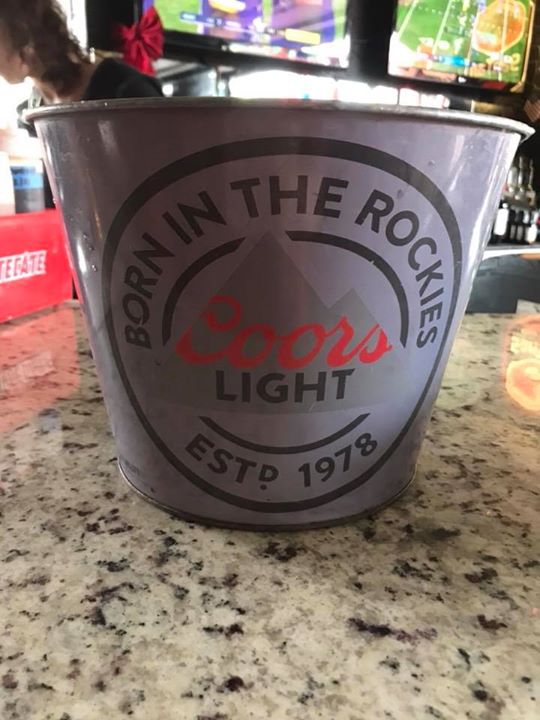 BORN IN THE ROCKIES
Coors
LIGHT
ESTD 1978
TECATE